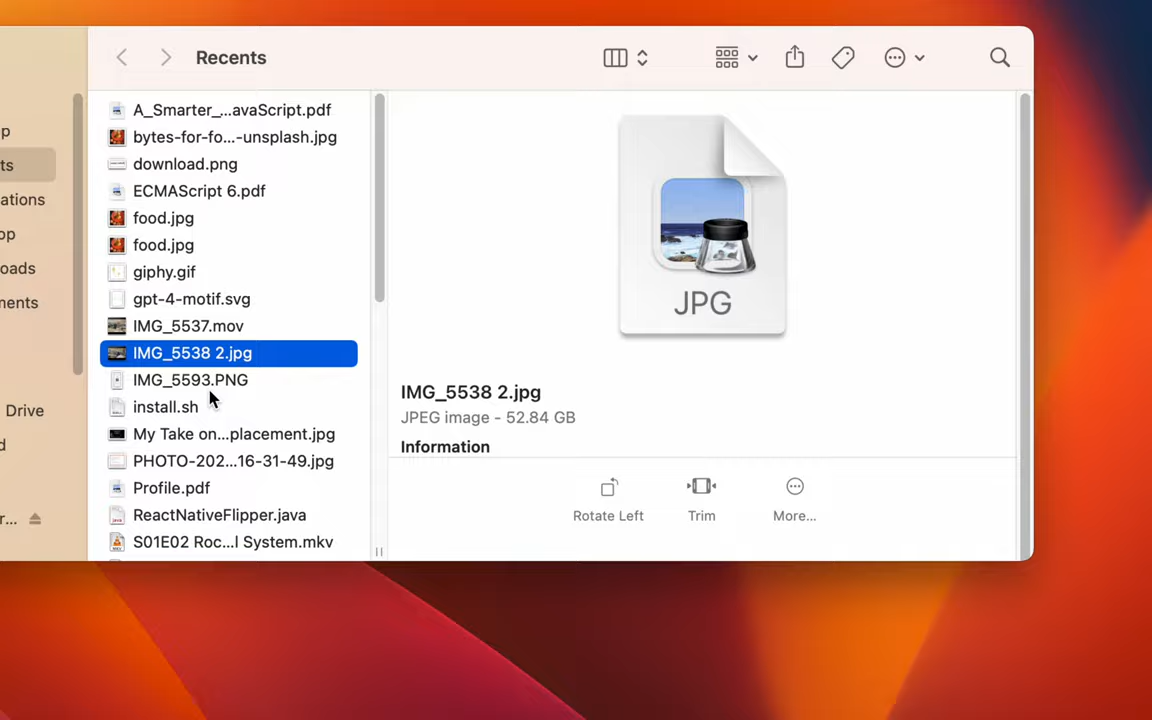 Recents
p
ts
ations
op
oads
ments
Drive
d
r...
A_Smarter_...avaScript.pdf
bytes-for-fo...-unsplash.jpg
download.png
ECMAScript 6.pdf
food.jpg
food.jpg
giphy.gif
gpt-4-motif.svg
IMG_5537.mov
IMG_5538 2.jpg
IMG_5593.PNG
install.sh
My Take on...placement.jpg
PHOTO-202...16-31-49.jpg
Profile.pdf
ReactNativeFlipper.java
S01E02 Roc...l System.mkv
JPG
IMG_5538 2.jpg
JPEG image - 52.84 GB
Information
Rotate Left
Trim
More...